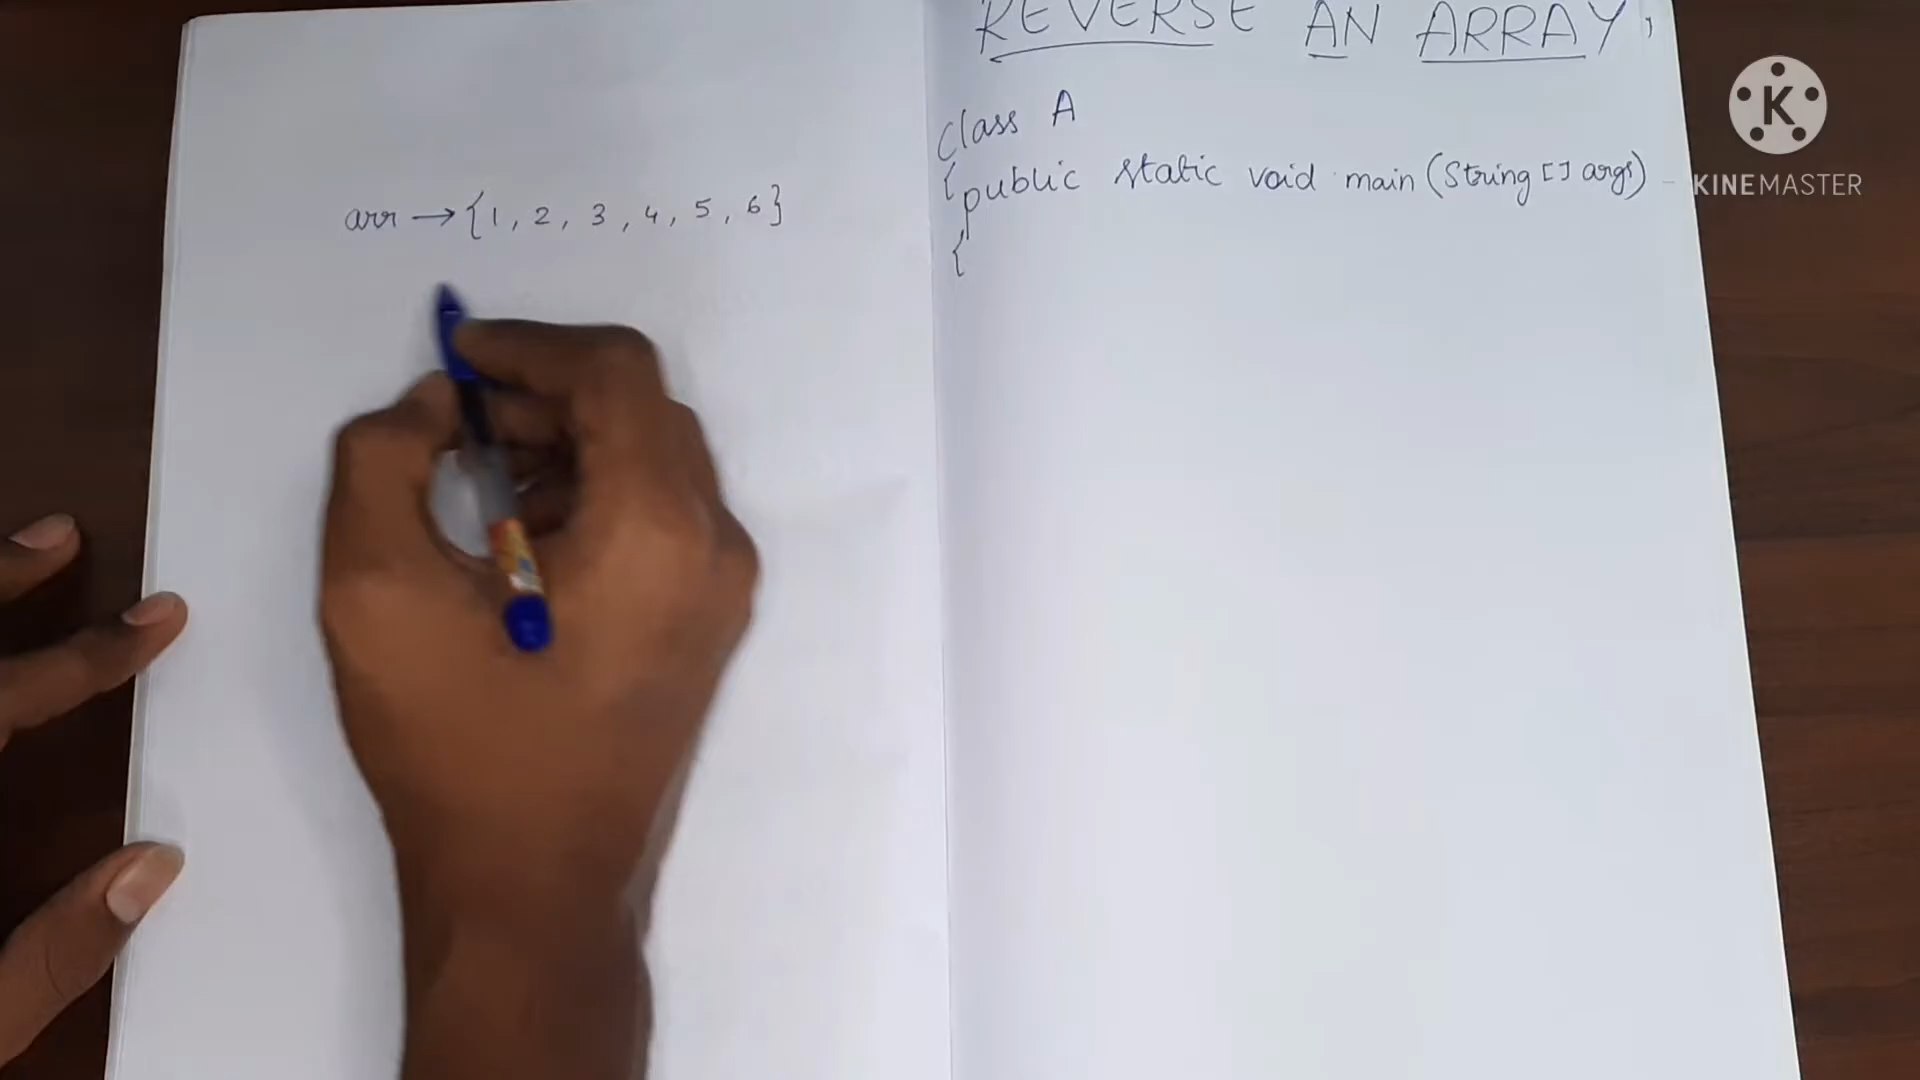 arr → {1, 2, 3, 4, 5, 6}
REVERSE AN ARRAY,
class A
{public static void main (String [] args)
{
K
KINEMASTER